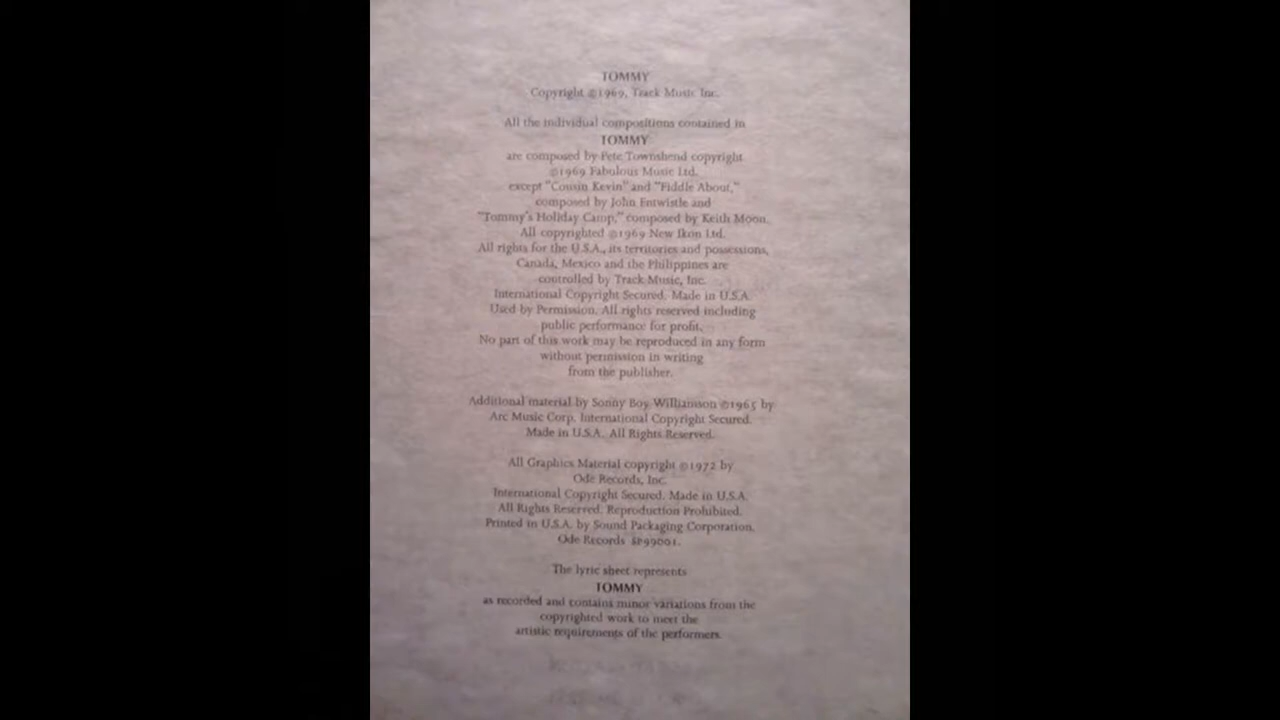 TOMMY
Copyright ©1969, Track Music Inc.
All the individual compositions contained in
TOMMY
are composed by Pete Townshend copyright
©1969 Fabulous Music Ltd.
except "Cousin Kevin" and "Fiddle About,"
composed by John Entwistle and
"Tommy's Holiday Camp," composed by Keith Moon.
All copyrighted ©1969 New Ikon Ltd.
All rights for the U.S.A., its territories and possessions,
Canada, Mexico and the Philippines are
controlled by Track Music, Inc.
International Copyright Secured. Made in U.S.A.
Used by Permission. All rights reserved including
public performance for profit.
No part of this work may be reproduced in any form
without permission in writing
from the publisher.
Additional material by Sonny Boy Williamson ©1965 by
Arc Music Corp. International Copyright Secured.
Made in U.S.A. All Rights Reserved.
All Graphics Material copyright ©1972 by
Ode Records, Inc.
International Copyright Secured. Made in U.S.A.
All Rights Reserved. Reproduction Prohibited.
Printed in U.S.A. by Sound Packaging Corporation.
Ode Records SP99001.
The lyric sheet represents
TOMMY
as recorded and contains minor variations from the
copyrighted work to meet the
artistic requirements of the performers.